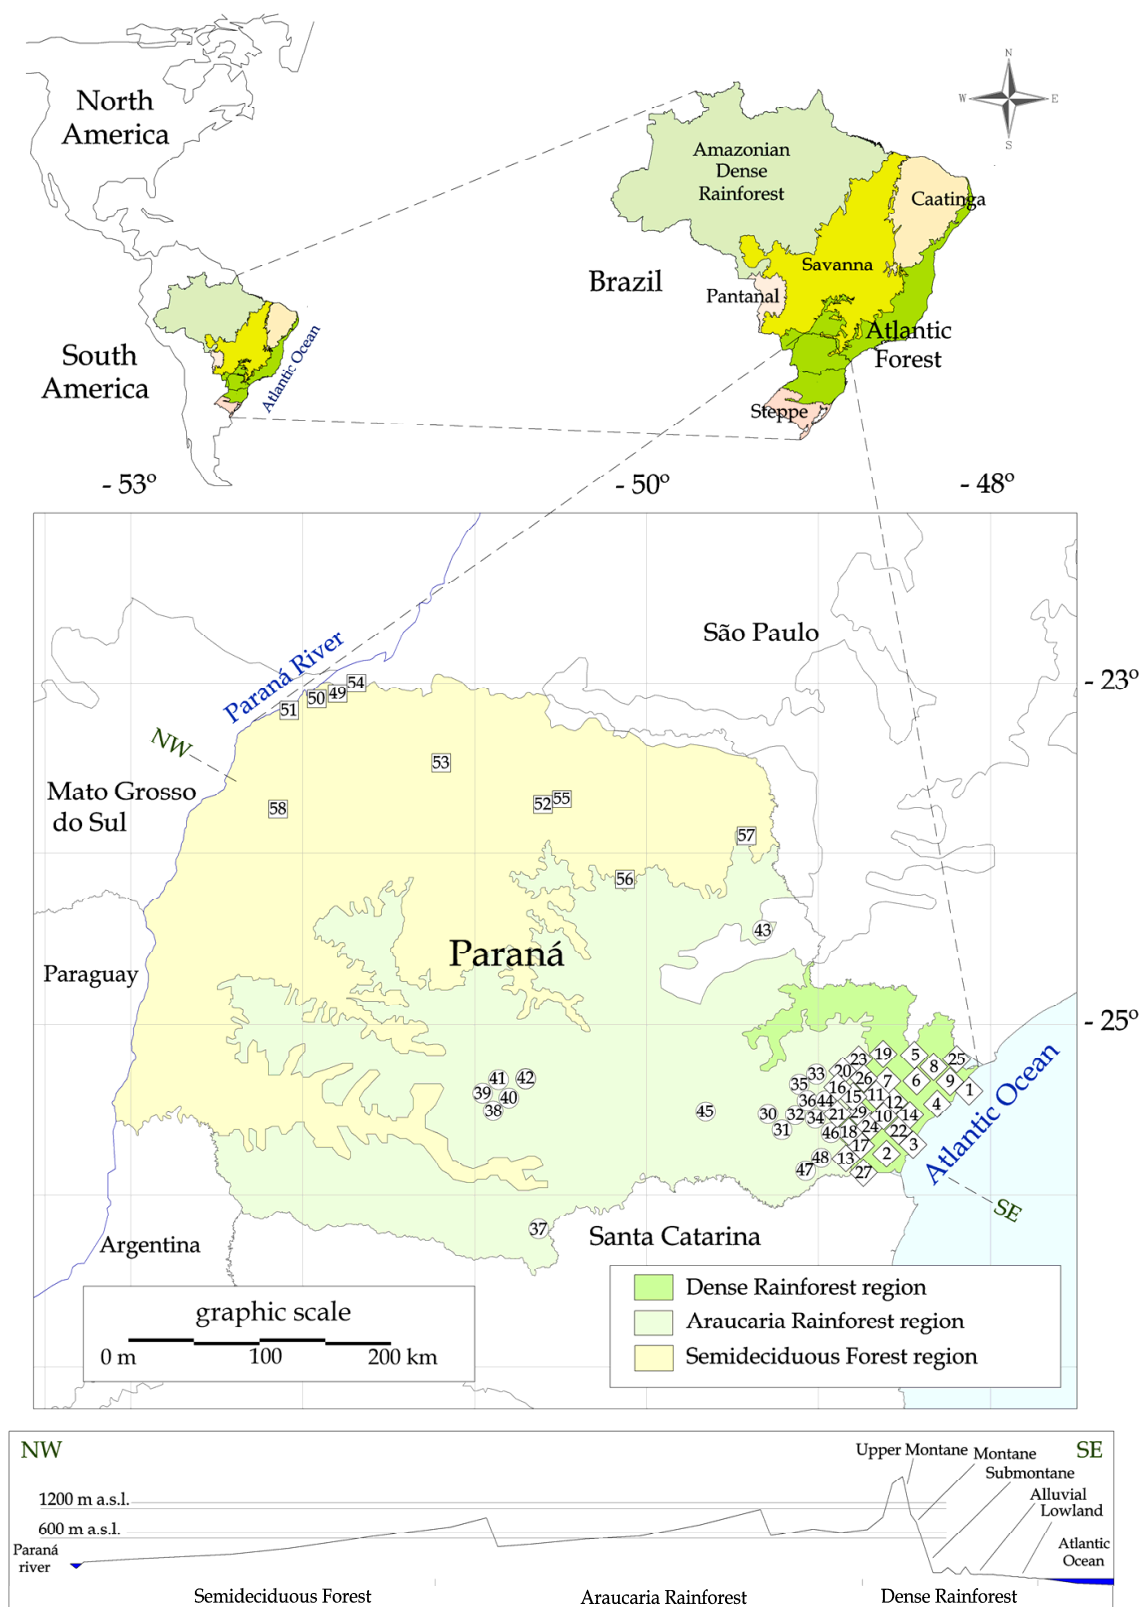 North
America
South
America
Atlantic Ocean
N
W
E
S
Amazonian
Dense
Rainforest
Caatinga
Savanna
Brazil
Pantanal
Atlantic
Forest
Steppe
- 53º
- 50º
- 48º
São Paulo
Paraná River
- 23º
54
49
50
51
NW
53
Mato Grosso
do Sul
58
52
55
57
56
43
Paraná
Paraguay
- 25º
41
42
39
40
38
45
33
35
36
44
30
32
34
31
46
48
47
37
23
19
5
25
20
8
16
26
7
6
9
1
15
11
12
4
21
29
10
14
18
24
22
3
17
2
13
27
Atlantic Ocean
SE
Argentina
Santa Catarina
graphic scale
0 m
100
200 km
Dense Rainforest region
Araucaria Rainforest region
Semideciduous Forest region
NW
SE
Upper Montane
Montane
Submontane
Alluvial
Lowland
1200 m a.s.l.
600 m a.s.l.
Paraná
river
Atlantic
Ocean
Semideciduous Forest
Araucaria Rainforest
Dense Rainforest